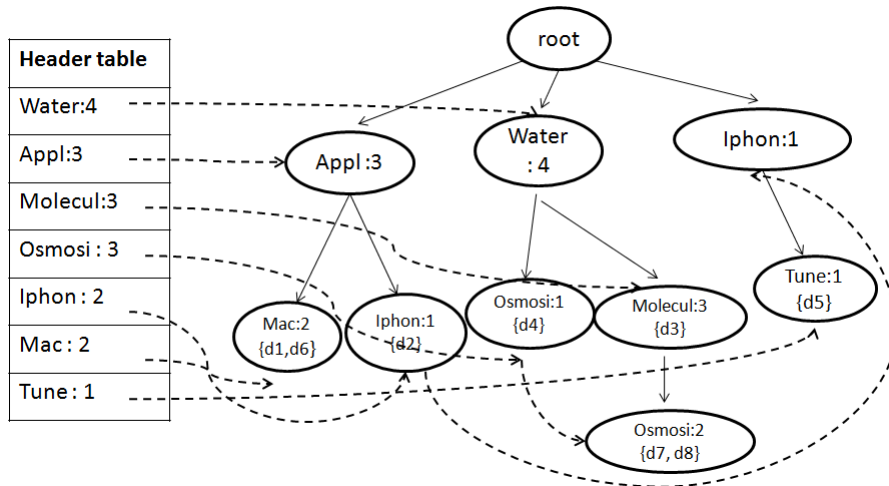 Header table
Water:4
Appl:3
Molecul:3
Osmosi : 3
Iphon : 2
Mac : 2
Tune : 1
root
Appl :3
Water
: 4
Iphon:1
Mac:2
{d1,d6}
Iphon:1
{d2}
Osmosi:1
{d4}
Molecul:3
{d3}
Tune:1
{d5}
Osmosi:2
{d7, d8}